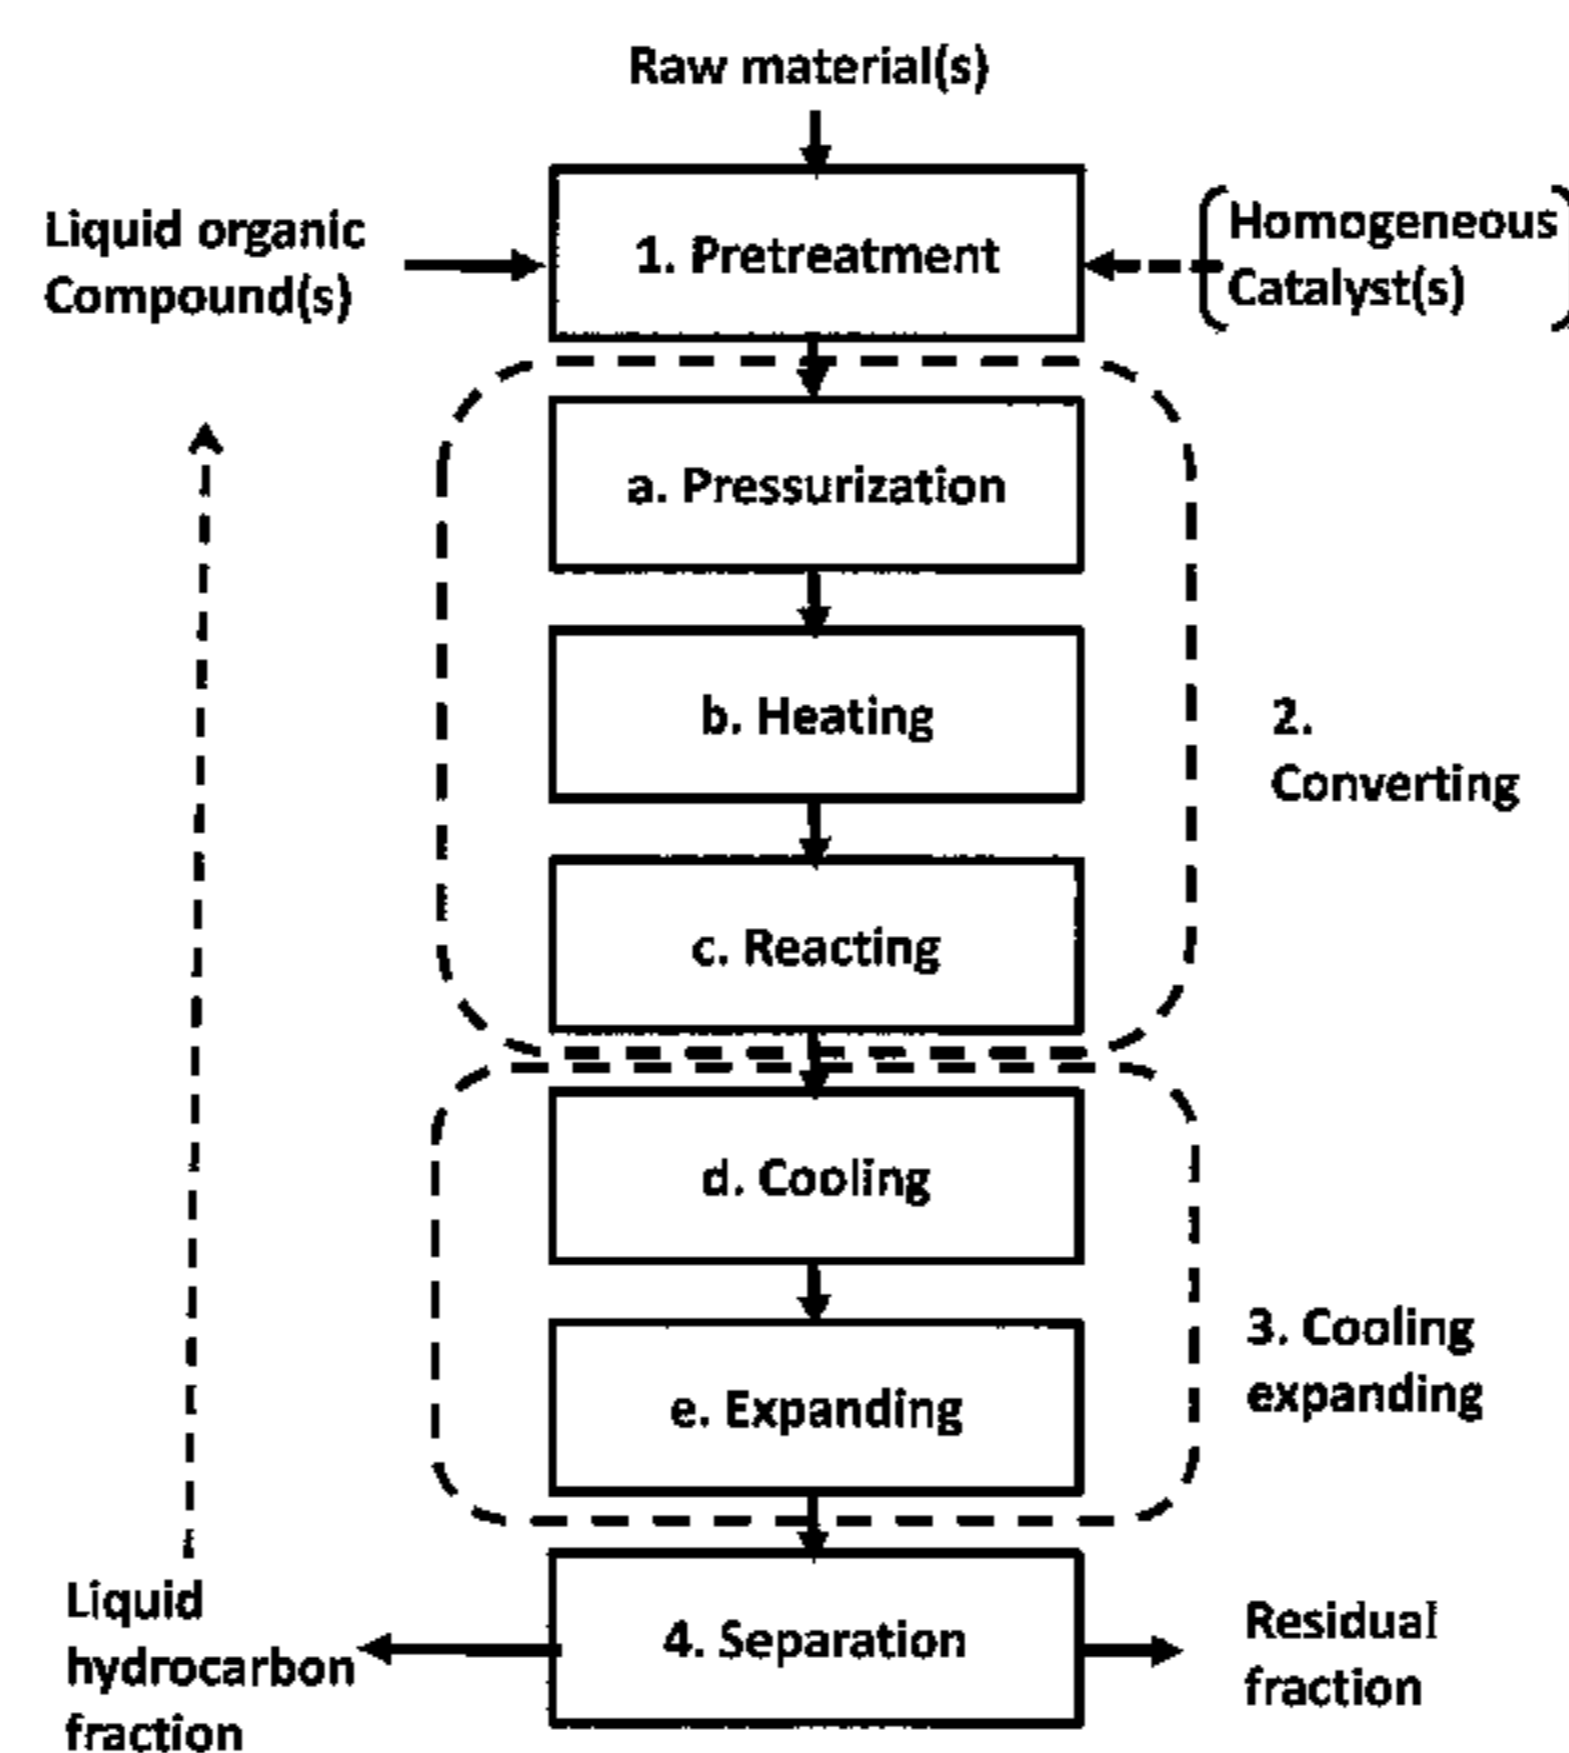 Raw material(s)
Liquid organic
Compound(s)
1. Pretreatment
Homogeneous
Catalyst(s)
a. Pressurization
b. Heating
2.
Converting
c. Reacting
d. Cooling
3. Cooling
expanding
e. Expanding
Liquid
hydrocarbon
fraction
4. Separation
Residual
fraction